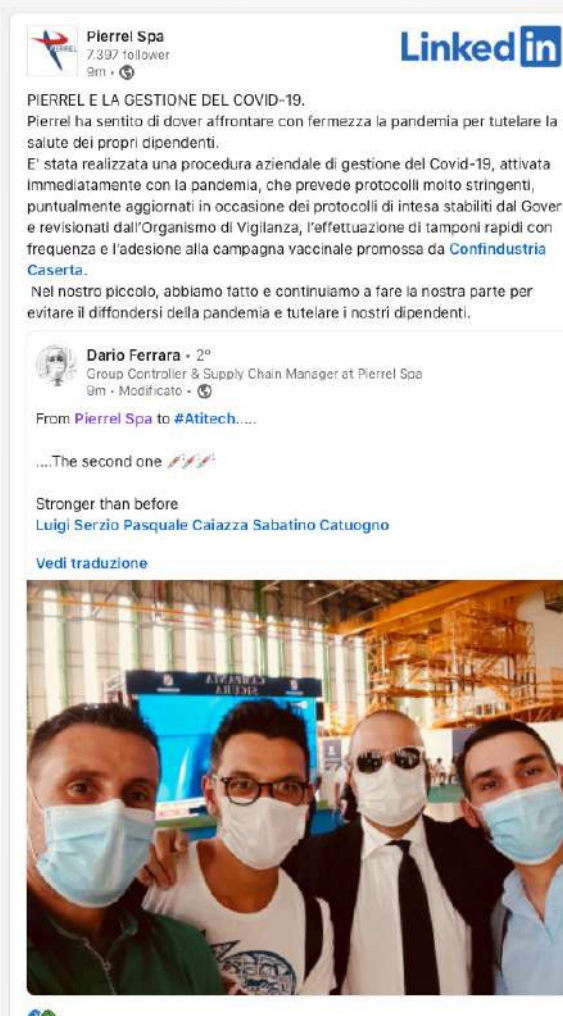 PIERREL
Pierrel Spa
7.397 follower
9m •
LinkedIn
PIERREL E LA GESTIONE DEL COVID-19.
Pierrel ha sentito di dover affrontare con fermezza la pandemia per tutelare la
salute dei propri dipendenti.
E' stata realizzata una procedura aziendale di gestione del Covid-19, attivata
immediatamente con la pandemia, che prevede protocolli molto stringenti,
puntualmente aggiornati in occasione dei protocolli di intesa stabiliti dal Gover
e revisionati dall'Organismo di Vigilanza, l'effettuazione di tamponi rapidi con
frequenza e l'adesione alla campagna vaccinale promossa da Confindustria
Caserta.
Nel nostro piccolo, abbiamo fatto e continuiamo a fare la nostra parte per
evitare il diffondersi della pandemia e tutelare i nostri dipendenti.
Dario Ferrara • 2º
Group Controller & Supply Chain Manager at Pierrel Spa
9m • Modificato •
From Pierrel Spa to #Atitech.....
....The second one
Stronger than before
Luigi Serzio Pasquale Caiazza Sabatino Catuogno
Vedi traduzione
CAMPANIA
SICURA